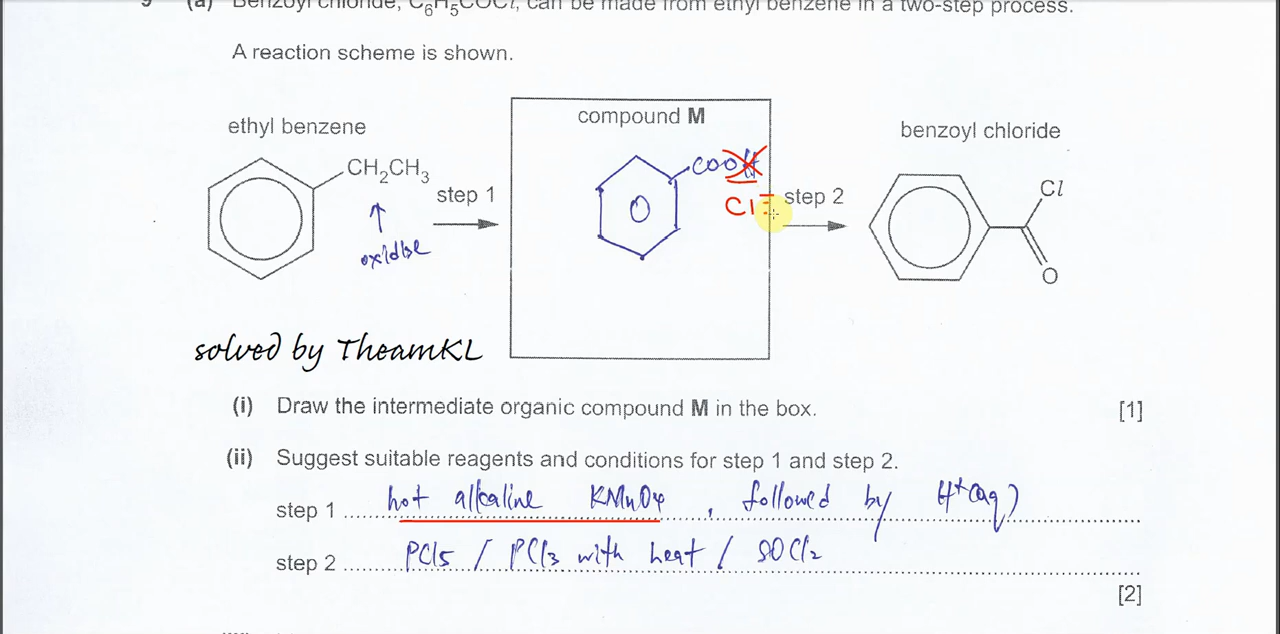 9 (a) Benzoyl chloride, C6H5COCl, can be made from ethyl benzene in a two-step process.
A reaction scheme is shown.
ethyl benzene
compound M
benzoyl chloride
CH2CH3
step 1
COOH
Cl
step 2
Cl
O
oxidise
solved by TheamKL
(i) Draw the intermediate organic compound M in the box. [1]
(ii) Suggest suitable reagents and conditions for step 1 and step 2.
step 1 hot alkaline KMnO4, followed by H+(aq)
step 2 PCl5 / PCl3 with heat / SOCl2
[2]